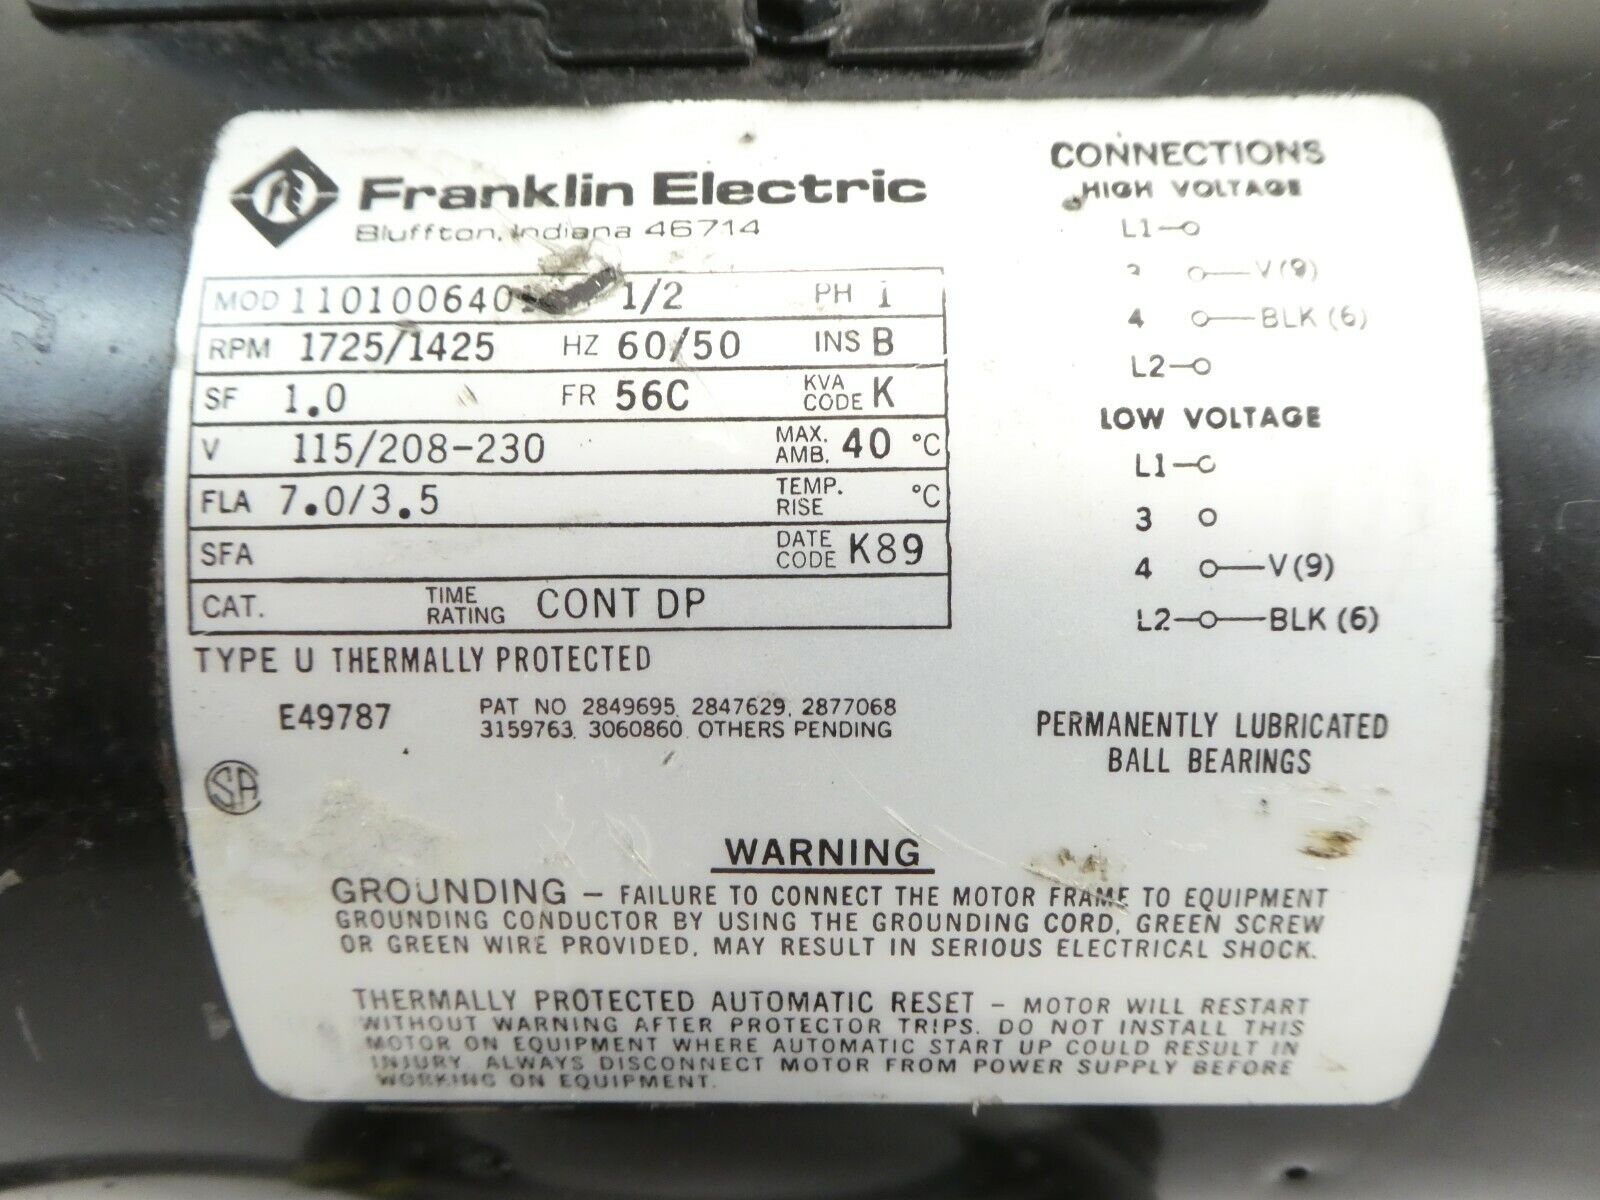 Franklin Electric
Bluffton, Indiana 46714
MOD 1101006401 1/2 PH 1
RPM 1725/1425 HZ 60/50 INS B
SF 1.0 FR 56C KVA CODE K
V 115/208-230 MAX. AMB. 40 °C
FLA 7.0/3.5 TEMP. RISE °C
SFA DATE CODE K89
CAT. TIME RATING CONT DP
TYPE U THERMALLY PROTECTED
E49787
PAT NO 2849695, 2847629, 2877068
3159763, 3060860 OTHERS PENDING
SA
CONNECTIONS
HIGH VOLTAGE
L1
3 V(9)
4 BLK (6)
L2
LOW VOLTAGE
L1
3
4 V(9)
L2 BLK (6)
PERMANENTLY LUBRICATED
BALL BEARINGS
WARNING
GROUNDING – FAILURE TO CONNECT THE MOTOR FRAME TO EQUIPMENT
GROUNDING CONDUCTOR BY USING THE GROUNDING CORD, GREEN SCREW
OR GREEN WIRE PROVIDED, MAY RESULT IN SERIOUS ELECTRICAL SHOCK.
THERMALLY PROTECTED AUTOMATIC RESET – MOTOR WILL RESTART
WITHOUT WARNING AFTER PROTECTOR TRIPS. DO NOT INSTALL THIS
MOTOR ON EQUIPMENT WHERE AUTOMATIC START UP COULD RESULT IN
INJURY. ALWAYS DISCONNECT MOTOR FROM POWER SUPPLY BEFORE
WORKING ON EQUIPMENT.